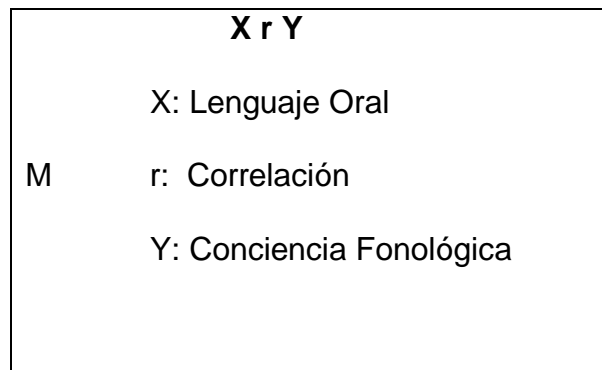 X r Y
X: Lenguaje Oral
M r: Correlación
Y: Conciencia Fonológica